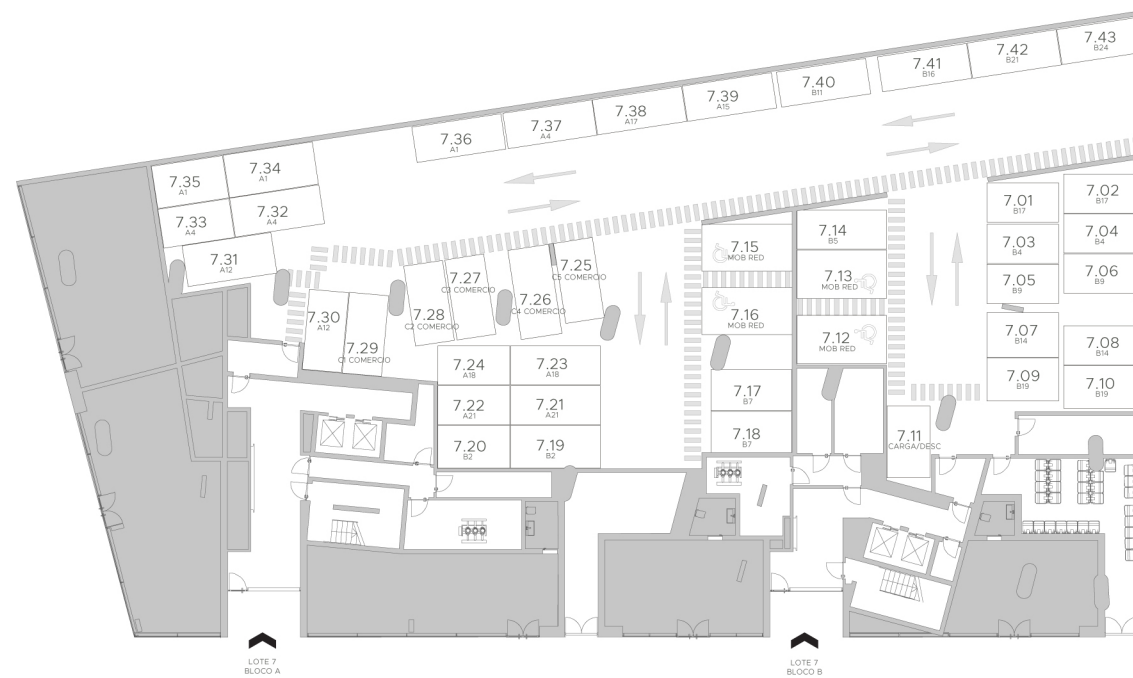 7.43
B24
7.42
B21
7.41
B16
7.40
B11
7.39
A15
7.38
A17
7.37
A4
7.36
A1
7.35
A1
7.34
A1
7.33
A4
7.32
A4
7.31
A12
7.30
A12
7.29
C1 COMERCIO
7.28
C2 COMERCIO
7.27
C3 COMERCIO
7.26
C4 COMERCIO
7.25
C5 COMERCIO
7.24
A18
7.23
A18
7.22
A21
7.21
A21
7.20
B2
7.19
B2
7.15
MOB RED
7.16
MOB RED
7.17
B7
7.18
B7
7.14
B5
7.13
MOB RED
7.12
MOB RED
7.11
CARGA/DESC
7.01
B17
7.02
B17
7.03
B4
7.04
B4
7.05
B9
7.06
B9
7.07
B14
7.08
B14
7.09
B19
7.10
B19
LOTE 7
BLOCO A
LOTE 7
BLOCO B